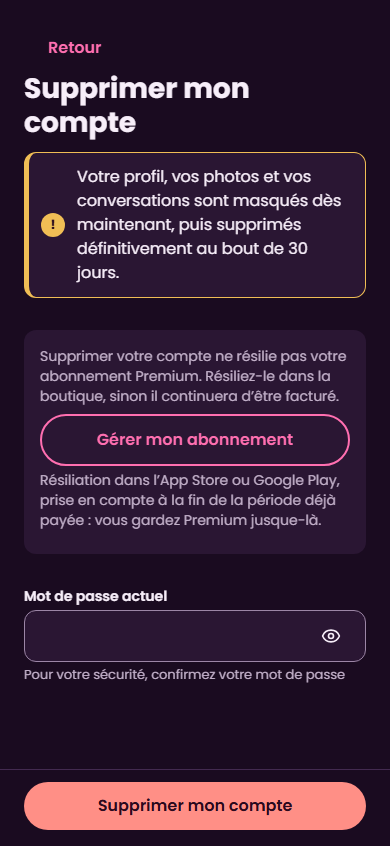 Retour
Supprimer mon
compte
Votre profil, vos photos et vos
conversations sont masqués dès
maintenant, puis supprimés
définitivement au bout de 30
jours.
Supprimer votre compte ne résilie pas votre
abonnement Premium. Résiliez-le dans la
boutique, sinon il continuera d’être facturé.
Gérer mon abonnement
Résiliation dans l’App Store ou Google Play,
prise en compte à la fin de la période déjà
payée : vous gardez Premium jusque-là.
Mot de passe actuel
Pour votre sécurité, confirmez votre mot de passe
Supprimer mon compte